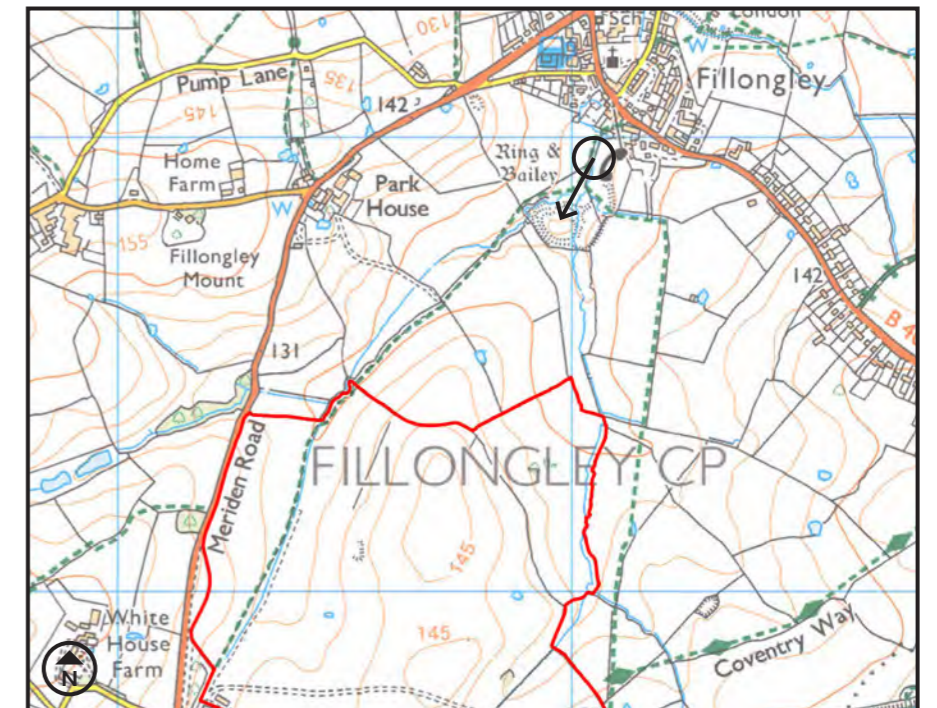 Sch
London
W
Fillongley
130
Pump Lane
135
142
145
Ring &
Bailey
Home
Farm
Park
House
W
155
Fillongley
Mount
142
B 4
131
FILLONGLEY CP
Meriden Road
145
White
House
Farm
145
Coventry Way
N